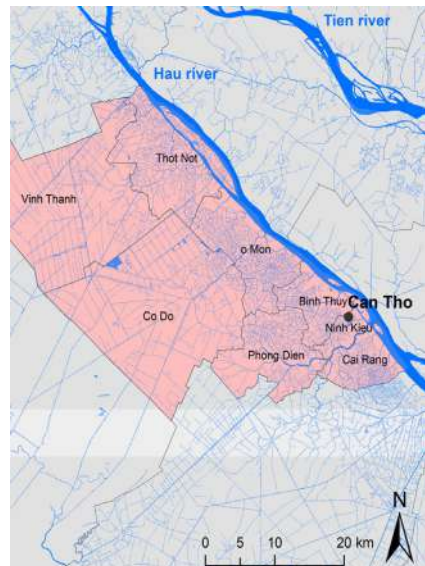 Tien river
Hau river
Thot Not
Vinh Thanh
o Mon
Binh Thuy
Can Tho
Co Do
Ninh Kieu
Phong Dien
Cai Rang
N
0 5 10 20 km